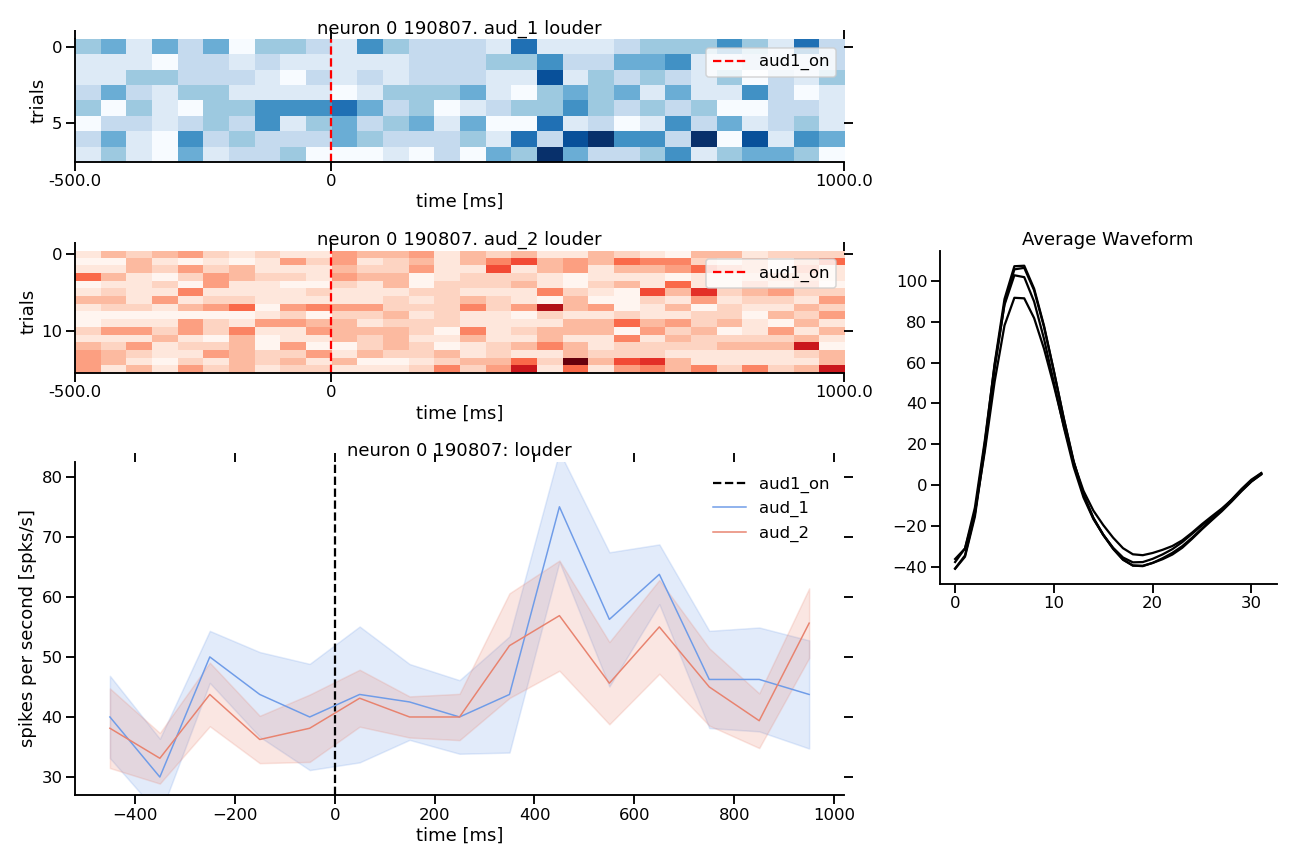 neuron 0 190807. aud_1 louder
trials
0
5
aud1_on
-500.0
0
1000.0
time [ms]
neuron 0 190807. aud_2 louder
trials
0
10
aud1_on
-500.0
0
1000.0
time [ms]
neuron 0 190807: louder
spikes per second [spks/s]
80
70
60
50
40
30
aud1_on
aud_1
aud_2
−400
−200
0
200
400
600
800
1000
time [ms]
Average Waveform
100
80
60
40
20
0
−20
−40
0
10
20
30